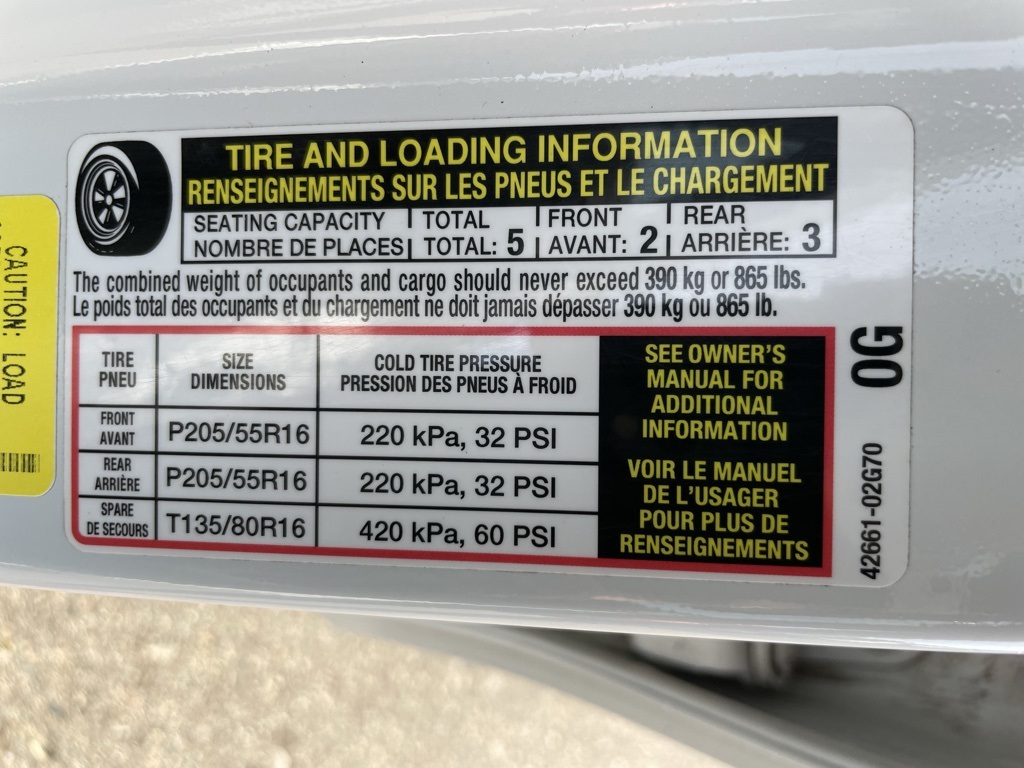 TIRE AND LOADING INFORMATION
RENSEIGNEMENTS SUR LES PNEUS ET LE CHARGEMENT
SEATING CAPACITY TOTAL FRONT REAR
NOMBRE DE PLACES TOTAL: 5 AVANT: 2 ARRIÈRE: 3
The combined weight of occupants and cargo should never exceed 390 kg or 865 lbs.
Le poids total des occupants et du chargement ne doit jamais dépasser 390 kg ou 865 lb.
TIRE
PNEU
SIZE
DIMENSIONS
COLD TIRE PRESSURE
PRESSION DES PNEUS À FROID
FRONT
AVANT
P205/55R16
220 kPa, 32 PSI
REAR
ARRIÈRE
P205/55R16
220 kPa, 32 PSI
SPARE
DE SECOURS
T135/80R16
420 kPa, 60 PSI
SEE OWNER'S
MANUAL FOR
ADDITIONAL
INFORMATION
VOIR LE MANUEL
DE L'USAGER
POUR PLUS DE
RENSEIGNEMENTS
0G
42661-02G70
CAUTION: LOAD